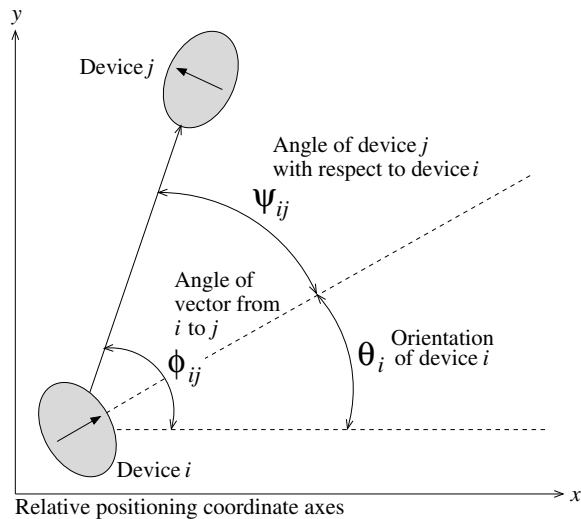 y
Device j
Angle of device j
with respect to device i
ψij
Angle of
vector from
i to j
θi Orientation
of device i
ϕij
Device i
x
Relative positioning coordinate axes